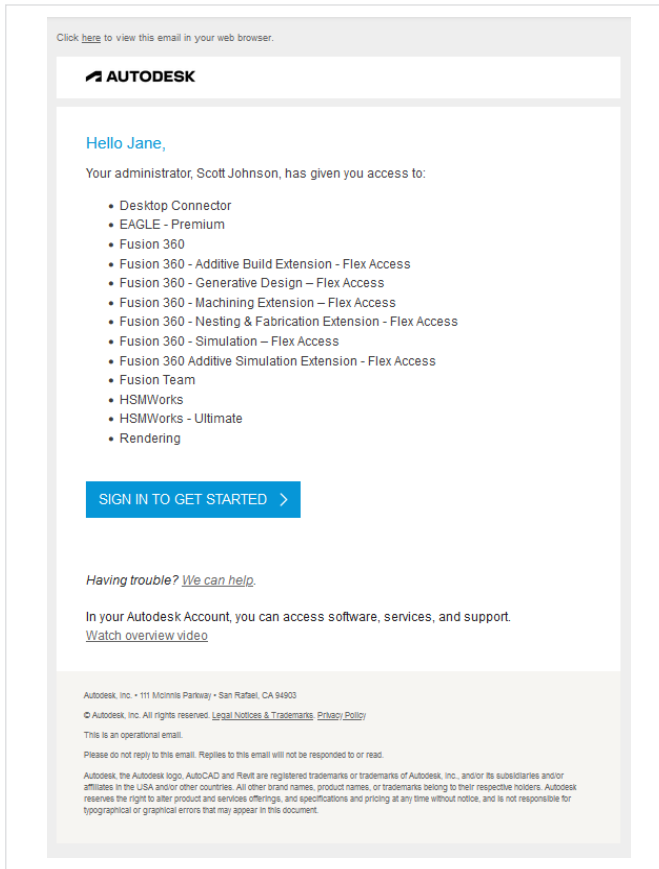 Click here to view this email in your web browser.
AUTODESK
Hello Jane,
Your administrator, Scott Johnson, has given you access to:
• Desktop Connector
• EAGLE - Premium
• Fusion 360
• Fusion 360 - Additive Build Extension - Flex Access
• Fusion 360 - Generative Design – Flex Access
• Fusion 360 - Machining Extension – Flex Access
• Fusion 360 - Nesting & Fabrication Extension - Flex Access
• Fusion 360 - Simulation – Flex Access
• Fusion 360 Additive Simulation Extension - Flex Access
• Fusion Team
• HSMWorks
• HSMWorks - Ultimate
• Rendering
SIGN IN TO GET STARTED >
Having trouble? We can help.
In your Autodesk Account, you can access software, services, and support.
Watch overview video
Autodesk, Inc. • 111 McInnis Parkway • San Rafael, CA 94903
© Autodesk, Inc. All rights reserved. Legal Notices & Trademarks. Privacy Policy
This is an operational email.
Please do not reply to this email. Replies to this email will not be responded to or read.
Autodesk, the Autodesk logo, AutoCAD and Revit are registered trademarks or trademarks of Autodesk, Inc., and/or its subsidiaries and/or
affiliates in the USA and/or other countries. All other brand names, product names, or trademarks belong to their respective holders. Autodesk
reserves the right to alter product and services offerings, and specifications and pricing at any time without notice, and is not responsible for
typographical or graphical errors that may appear in this document.